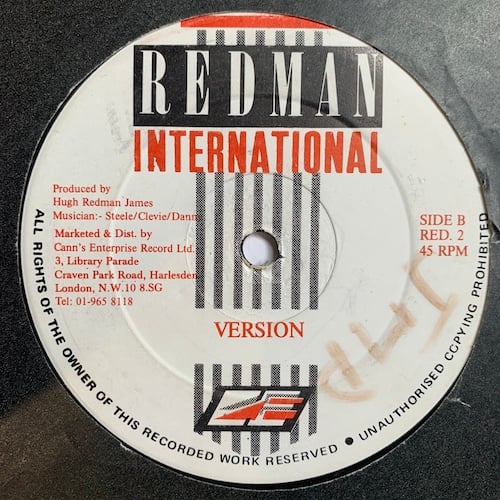 REDMAN
INTERNATIONAL
Produced by
Hugh Redman James
Musician:- Steele/Clevie/Dann
Marketed & Dist. by
Cann's Enterprise Record Ltd.
3, Library Parade
Craven Park Road, Harlesden
London, N.W.10 8.SG
Tel: 01-965 8118
SIDE B
RED. 2
45 RPM
VERSION
CE
ALL RIGHTS OF THE OWNER OF THIS RECORDED WORK RESERVED • UNAUTHORISED COPYING PROHIBITED